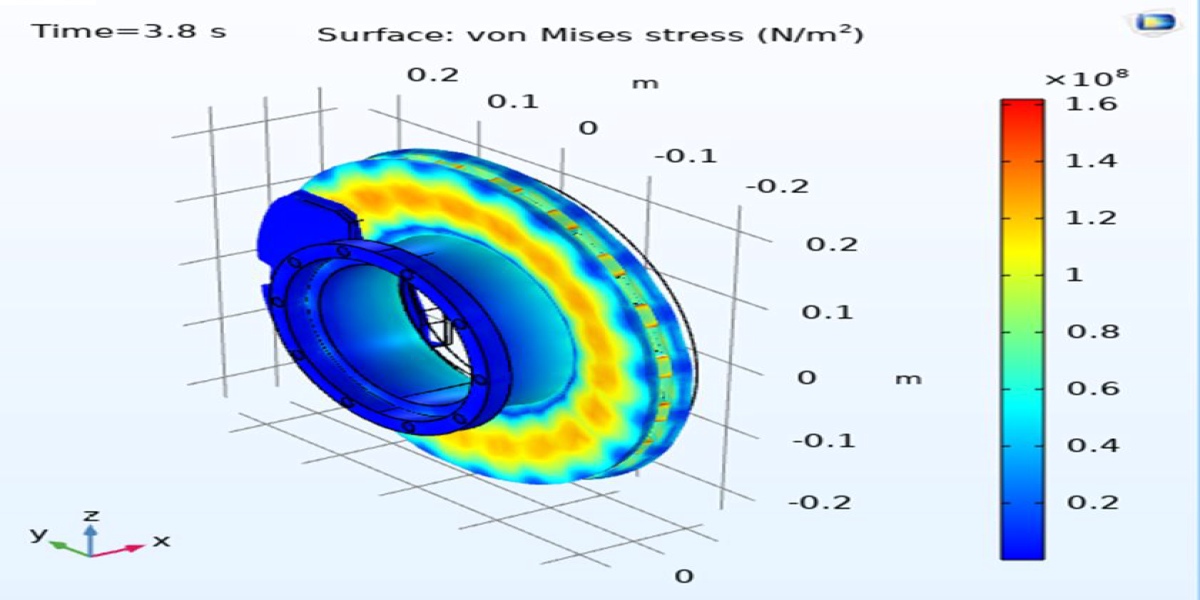 Time=3.8 s
Surface: von Mises stress (N/m²)
0.2
m
0.1
0
-0.1
-0.2
0.2
0.1
0
m
-0.1
-0.2
0
×10⁸
1.6
1.4
1.2
1
0.8
0.6
0.4
0.2
z
y
x